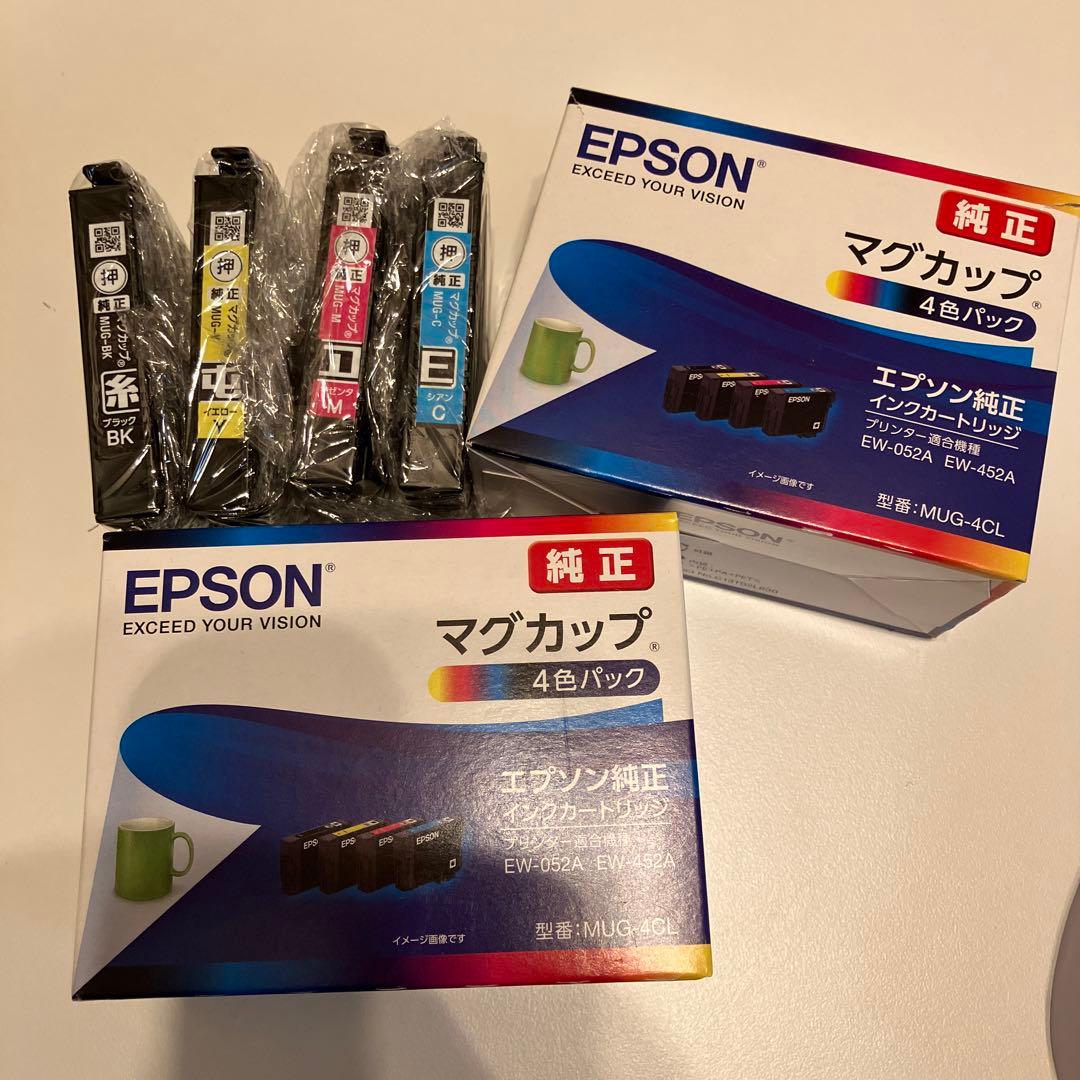 押
純正
マグカップ®
MUG-BK
糸
ブラック
BK
押
純正
マグカップ®
MUG-Y
イエロー
Y
押
純正
マグカップ®
MUG-M
マゼンタ
M
押
純正
マグカップ®
MUG-C
ヨ
シアン
C
EPSON®
EXCEED YOUR VISION
純正
マグカップ®
4色パック
EPSON
エプソン純正
インクカートリッジ
プリンター適合機種
EW-052A EW-452A
イメージ画像です
型番:MUG-4CL
EPSON
EPSON®
EXCEED YOUR VISION
純正
マグカップ®
4色パック
EPSON
エプソン純正
インクカートリッジ
プリンター適合機種
EW-052A EW-452A
イメージ画像です
型番:MUG-4CL